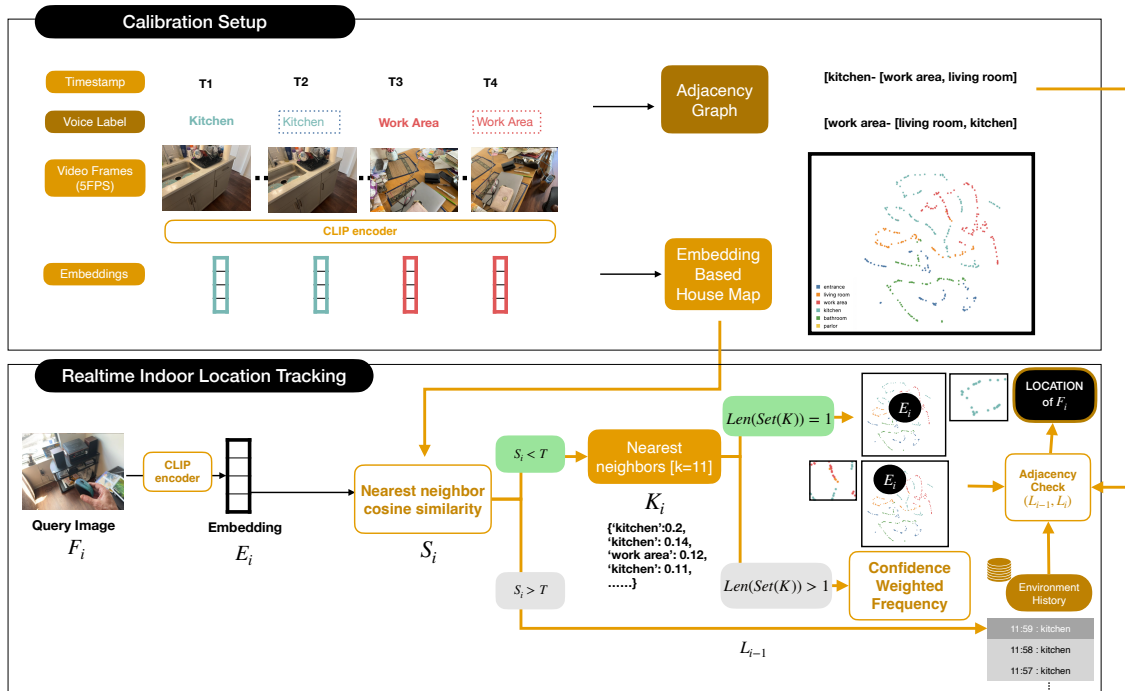 Calibration Setup
Timestamp
T1
T2
T3
T4
Voice Label
Kitchen
Kitchen
Work Area
Work Area
Video Frames
(5FPS)
CLIP encoder
Embeddings
Adjacency
Graph
[kitchen- [work area, living room]
[work area- [living room, kitchen]
Embedding
Based
House Map
entrance
living room
work area
kitchen
bathroom
parlor
Realtime Indoor Location Tracking
Query Image
F_i
CLIP
encoder
Embedding
E_i
Nearest neighbor
cosine similarity
S_i
S_i < T
S_i > T
Nearest
neighbors [k=11]
K_i
{'kitchen':0.2,
‘kitchen’: 0.14,
‘work area’: 0.12,
‘kitchen’: 0.11,
......}
Len(Set(K)) = 1
Len(Set(K)) > 1
E_i
E_i
Confidence
Weighted
Frequency
LOCATION
of F_i
Adjacency
Check
(L_{i−1}, L_i)
Environment
History
L_{i−1}
11:59 : kitchen
11:58 : kitchen
11:57 : kitchen
⋮